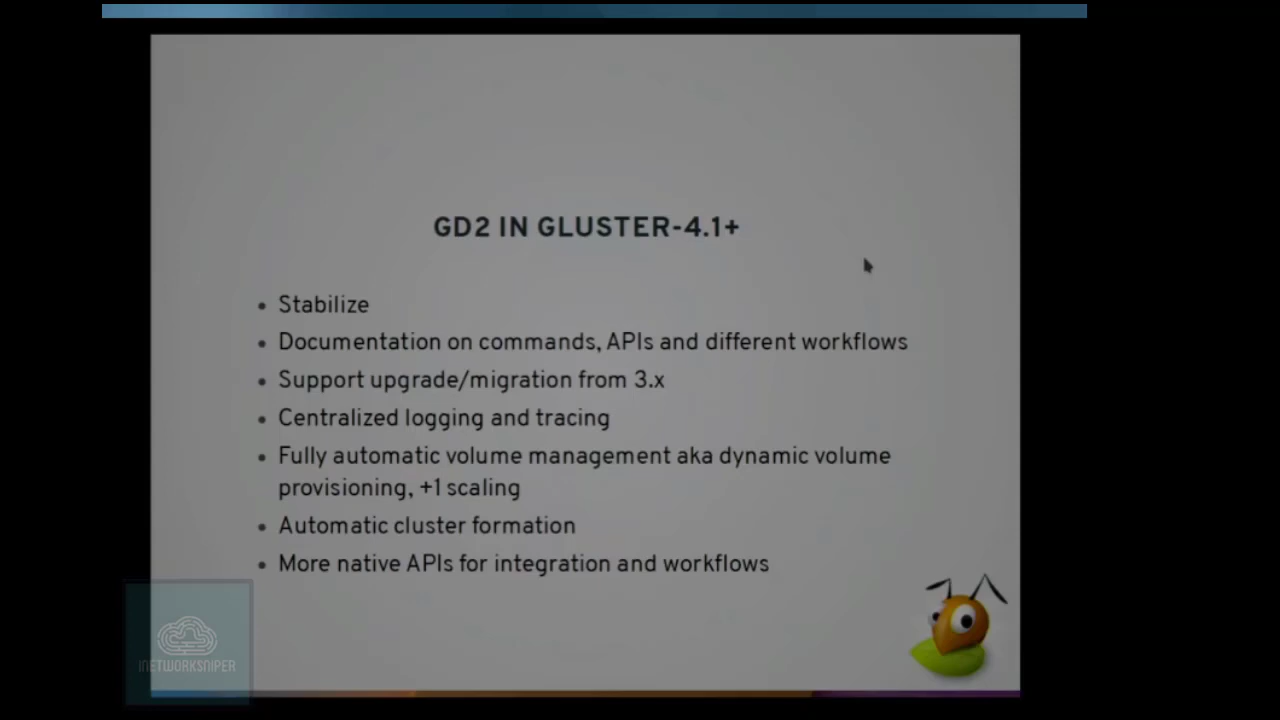 GD2 IN GLUSTER-4.1+
Stabilize
Documentation on commands, APIs and different workflows
Support upgrade/migration from 3.x
Centralized logging and tracing
Fully automatic volume management aka dynamic volume
provisioning, +1 scaling
Automatic cluster formation
More native APIs for integration and workflows
INETWORKSNIPER